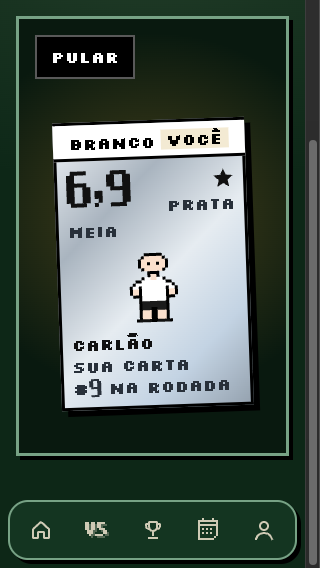 PULAR
BRANCO VOCÊ
6,9
PRATA
MEIA
CARLÃO
SUA CARTA
#9 NA RODADA
VS